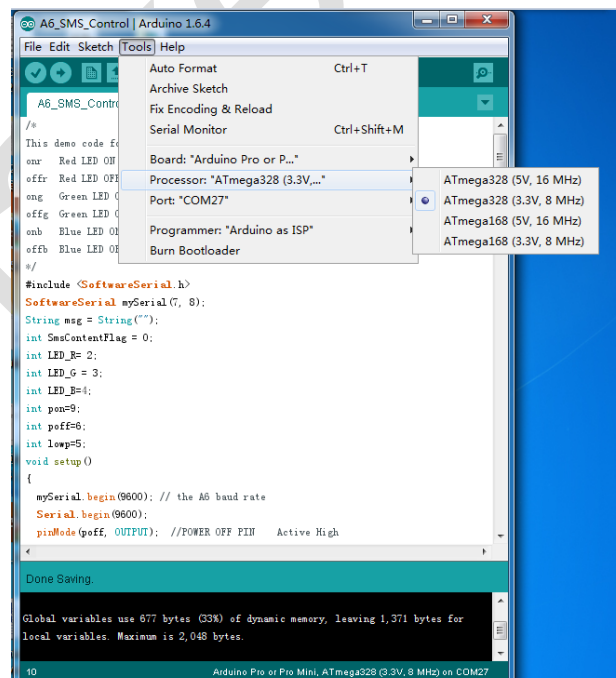 A6_SMS_Control | Arduino 1.6.4
File Edit Sketch Tools Help
A6_SMS_Contro
Auto Format Ctrl+T
Archive Sketch
Fix Encoding & Reload
Serial Monitor Ctrl+Shift+M
Board: "Arduino Pro or P..."
Processor: "ATmega328 (3.3V,..."
Port: "COM27"
Programmer: "Arduino as ISP"
Burn Bootloader
ATmega328 (5V, 16 MHz)
ATmega328 (3.3V, 8 MHz)
ATmega168 (5V, 16 MHz)
ATmega168 (3.3V, 8 MHz)
/*
This demo code fo
onr Red LED ON
offr Red LED OFF
ong Green LED O
offg Green LED O
onb Blue LED ON
offb Blue LED OF
*/
#include <SoftwareSerial.h>
SoftwareSerial mySerial(7, 8);
String msg = String("");
int SmsContentFlag = 0;
int LED_R= 2;
int LED_G = 3;
int LED_B=4;
int pon=9;
int poff=6;
int lowp=5;
void setup()
{
mySerial.begin(9600); // the A6 baud rate
Serial.begin(9600);
pinMode(poff, OUTPUT); //POWER OFF PIN Active High
Done Saving.
Global variables use 677 bytes (33%) of dynamic memory, leaving 1,371 bytes for
local variables. Maximum is 2,048 bytes.
10 Arduino Pro or Pro Mini, ATmega328 (3.3V, 8 MHz) on COM27